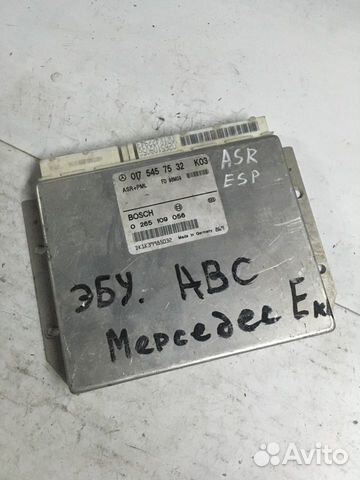 017 545 75 32 K03
ASR+PML
BOSCH
0 265 109 056
Made in Germany
ASR
ESP
ЭБУ. АВС
Мерседес Ек
Avito